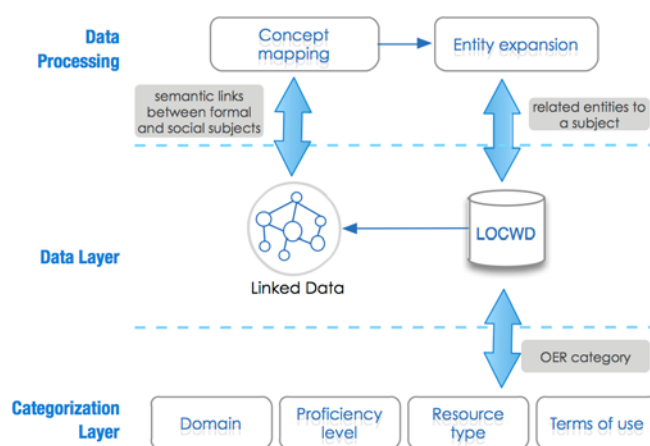 Data
Processing
Concept
mapping
Entity expansion
semantic links
between formal
and social subjects
related entities to
a subject
Data Layer
LOCWD
Linked Data
OER category
Categorization
Layer
Domain
Proficiency
level
Resource
type
Terms of use